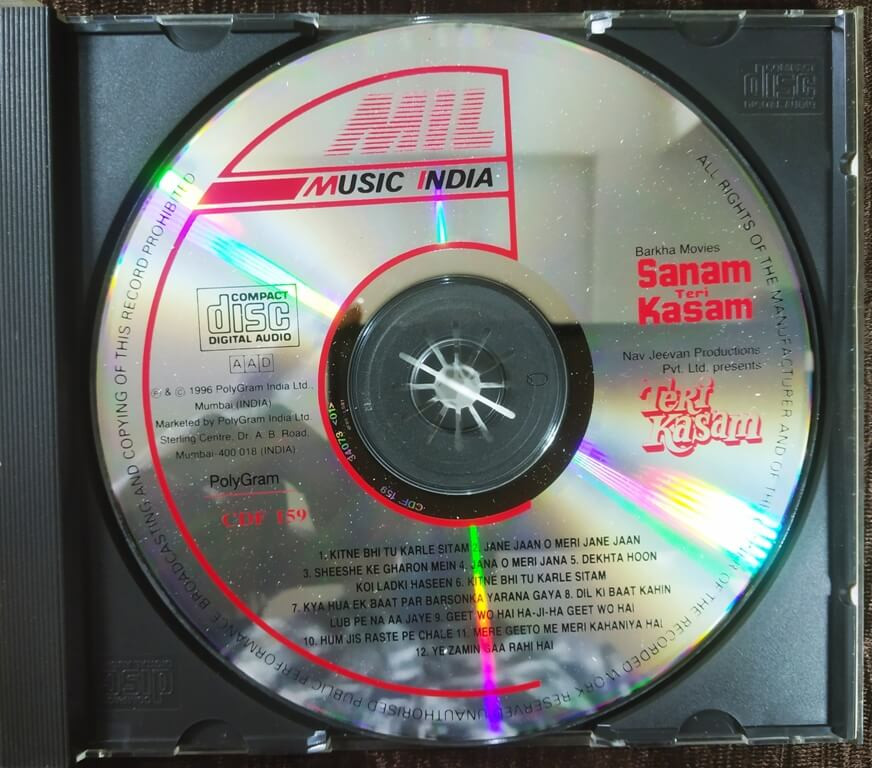 MIL
MUSIC INDIA
COMPACT
disc
DIGITAL AUDIO
COMPACT
disc
DIGITAL AUDIO
AAD
℗ & © 1996 PolyGram India Ltd.,
Mumbai (INDIA)
Marketed by PolyGram India Ltd.
Sterling Centre, Dr. A. B. Road,
Mumbai-400 018 (INDIA)
PolyGram
CDF 159
Barkha Movies
Sanam
Teri
Kasam
Nav Jeevan Productions
Pvt. Ltd. presents
Teri
Kasam
CDF 159
1. KITNE BHI TU KARLE SITAM 2. JANE JAAN O MERI JANE JAAN
3. SHEESHE KE GHARON MEIN 4. JANA O MERI JANA 5. DEKHTA HOON
KOI LADKI HASEEN 6. KITNE BHI TU KARLE SITAM
7. KYA HUA EK BAAT PAR BARSONKA YARANA GAYA 8. DIL KI BAAT KAHIN
LUB PE NA AA JAYE 9. GEET WO HAI HA-JI-HA GEET WO HAI
10. HUM JIS RASTE PE CHALE 11. MERE GEETO ME MERI KAHANIYA HAI
12. YE ZAMIN GAA RAHI HAI
ALL RIGHTS OF THE MANUFACTURER AND OF THE OWNER OF THE RECORDED WORK RESERVED UNAUTHORISED PUBLIC PERFORMANCE BROADCASTING AND COPYING OF THIS RECORD PROHIBITED